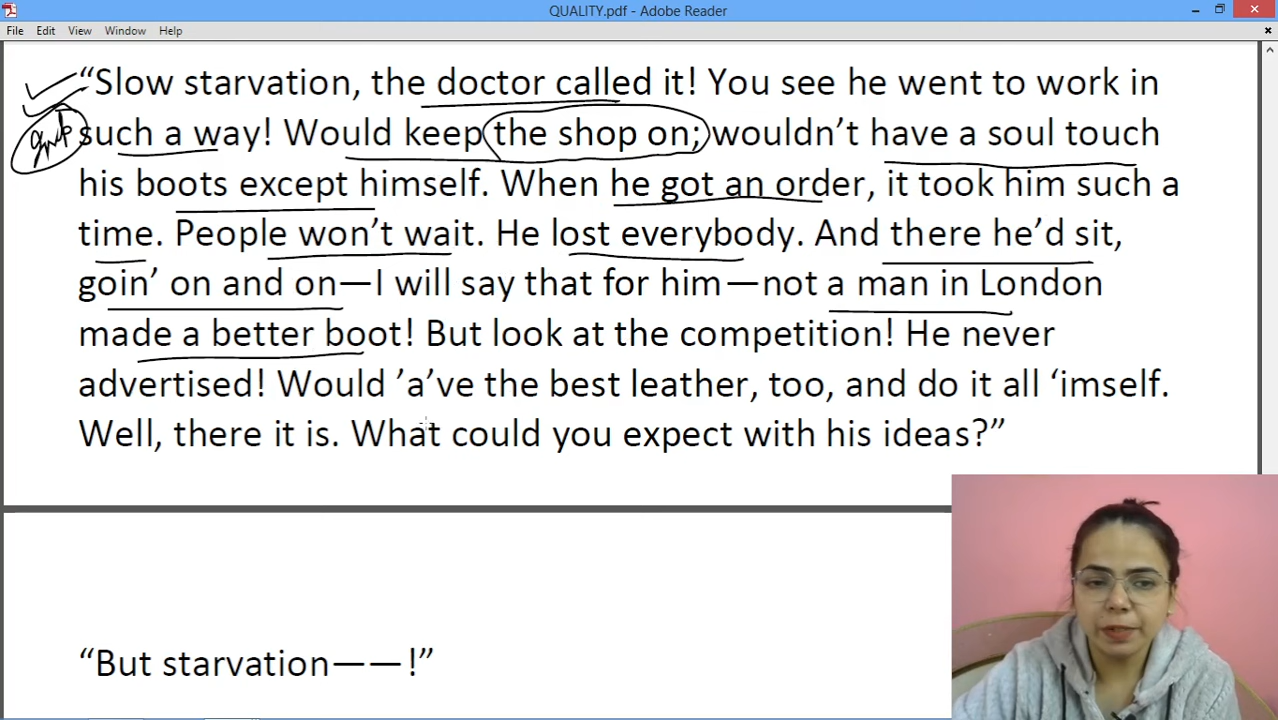 QUALITY.pdf - Adobe Reader
File Edit View Window Help
“Slow starvation, the doctor called it! You see he went to work in
such a way! Would keep the shop on; wouldn’t have a soul touch
his boots except himself. When he got an order, it took him such a
time. People won’t wait. He lost everybody. And there he’d sit,
goin’ on and on—I will say that for him—not a man in London
made a better boot! But look at the competition! He never
advertised! Would ’a’ve the best leather, too, and do it all ‘imself.
Well, there it is. What could you expect with his ideas?”
“But starvation——!”